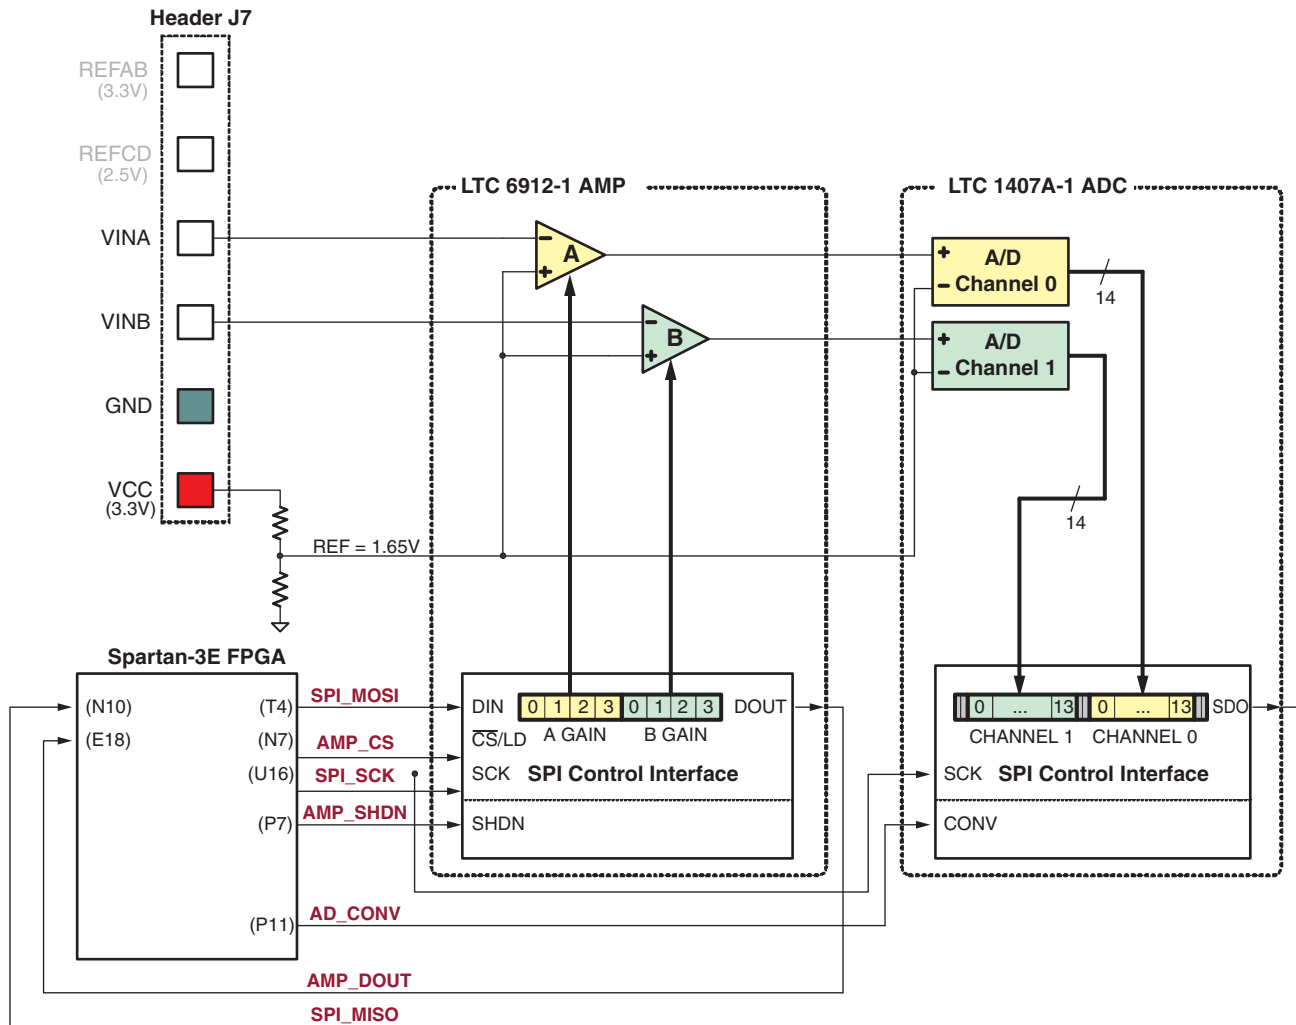 Header J7
REFAB
(3.3V)
REFCD
(2.5V)
VINA
VINB
GND
VCC
(3.3V)
REF = 1.65V
LTC 6912-1 AMP
A
B
LTC 1407A-1 ADC
A/D
Channel 0
14
A/D
Channel 1
14
Spartan-3E FPGA
(N10)
(E18)
(T4)
(N7)
(U16)
(P7)
(P11)
SPI_MOSI
AMP_CS
SPI_SCK
AMP_SHDN
AD_CONV
AMP_DOUT
SPI_MISO
DIN
0 1 2 3 0 1 2 3
DOUT
CS/LD
A GAIN
B GAIN
SCK
SPI Control Interface
SHDN
0 ... 13 0 ... 13
SDO
CHANNEL 1
CHANNEL 0
SCK
SPI Control Interface
CONV